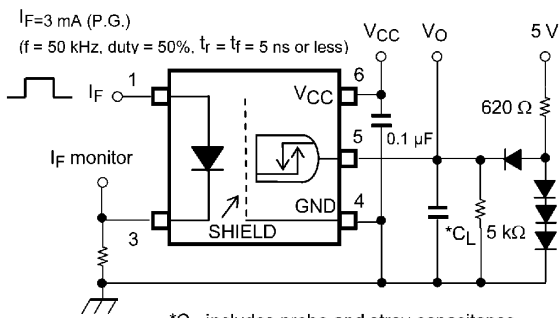 IF=3 mA (P.G.)
(f = 50 kHz, duty = 50%, tr = tf = 5 ns or less)
VCC
VO
5 V
1
IF
6
VCC
620 Ω
5
0.1 μF
IF monitor
GND
4
3
SHIELD
*CL
5 kΩ
includes probe and stray capacitance